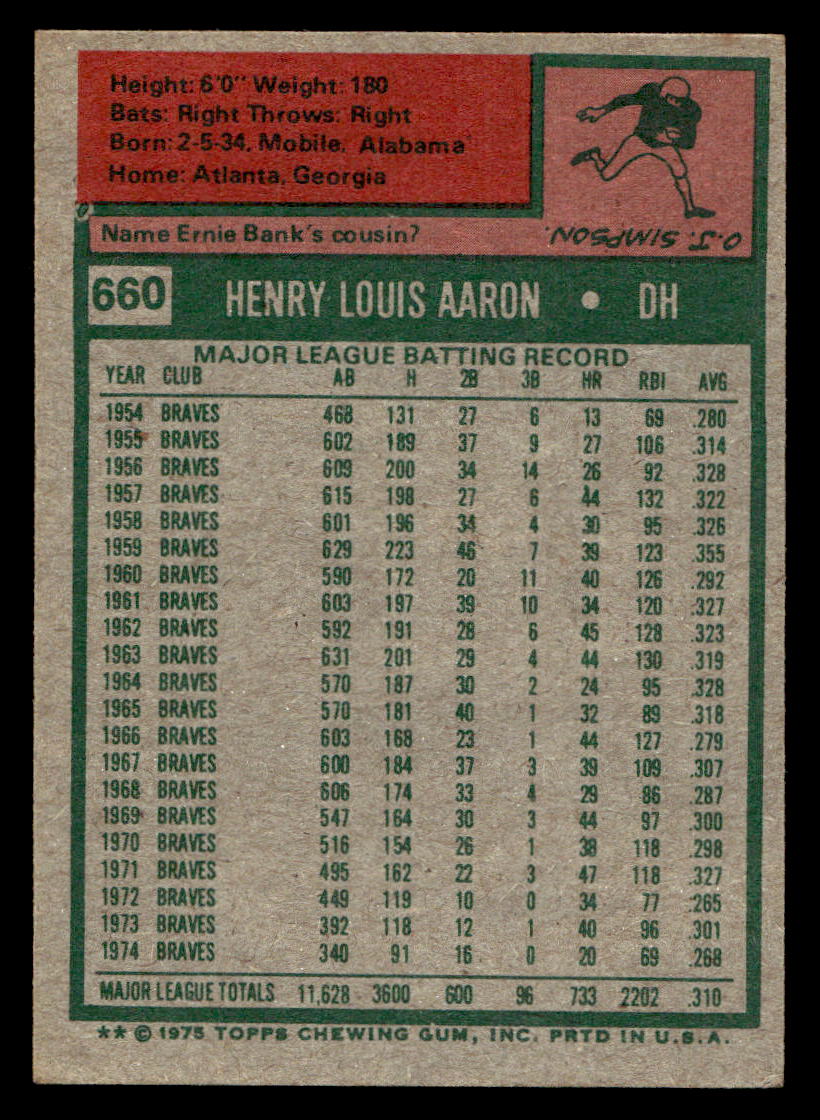 Height: 6'0" Weight: 180
Bats: Right Throws: Right
Born: 2-5-34, Mobile, Alabama
Home: Atlanta, Georgia
Name Ernie Bank's cousin?
O.J. SIMPSON.
660 HENRY LOUIS AARON • DH
MAJOR LEAGUE BATTING RECORD
YEAR CLUB AB H 2B 3B HR RBI AVG
1954 BRAVES 468 131 27 6 13 69 .280
1955 BRAVES 602 189 37 9 27 106 .314
1956 BRAVES 609 200 34 14 26 92 .328
1957 BRAVES 615 198 27 6 44 132 .322
1958 BRAVES 601 196 34 4 30 95 .326
1959 BRAVES 629 223 46 7 39 123 .355
1960 BRAVES 590 172 20 11 40 126 .292
1961 BRAVES 603 197 39 10 34 120 .327
1962 BRAVES 592 191 28 6 45 128 .323
1963 BRAVES 631 201 29 4 44 130 .319
1964 BRAVES 570 187 30 2 24 95 .328
1965 BRAVES 570 181 40 1 32 89 .318
1966 BRAVES 603 168 23 1 44 127 .279
1967 BRAVES 600 184 37 3 39 109 .307
1968 BRAVES 606 174 33 4 29 86 .287
1969 BRAVES 547 164 30 3 44 97 .300
1970 BRAVES 516 154 26 1 38 118 .298
1971 BRAVES 495 162 22 3 47 118 .327
1972 BRAVES 449 119 10 0 34 77 .265
1973 BRAVES 392 118 12 1 40 96 .301
1974 BRAVES 340 91 16 0 20 69 .268
MAJOR LEAGUE TOTALS 11,628 3600 600 96 733 2202 .310
** © 1975 TOPPS CHEWING GUM, INC. PRTD IN U.S.A.